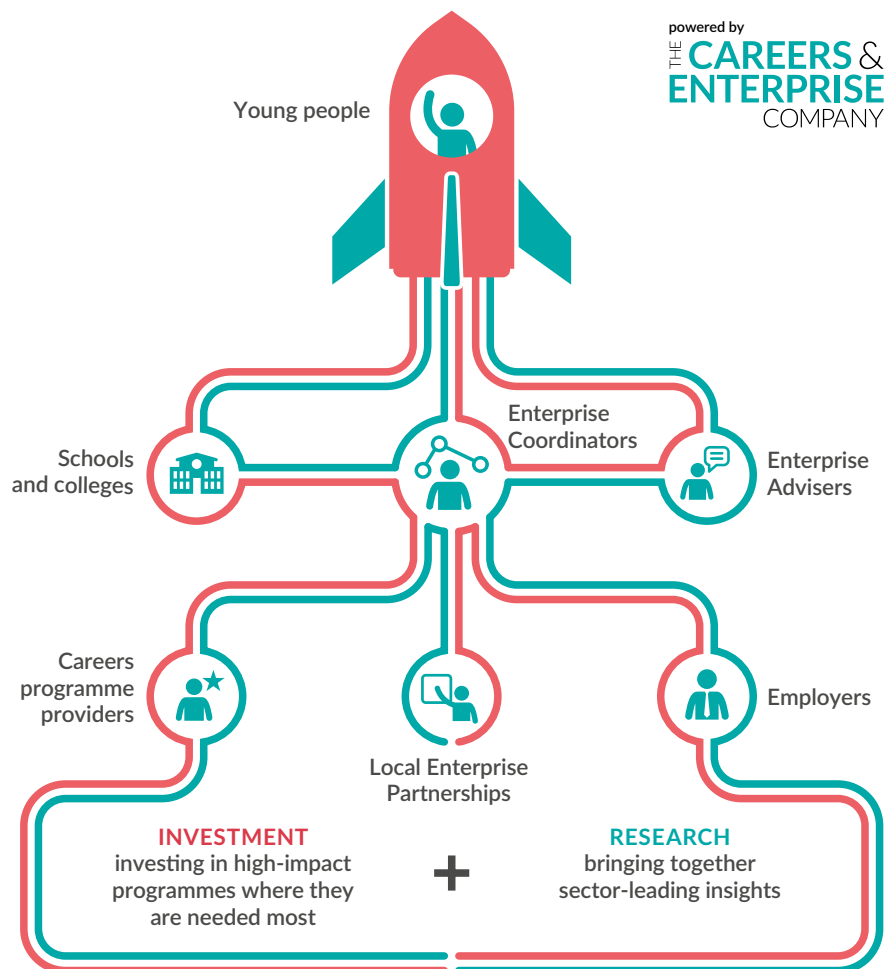 powered by
THE CAREERS &
ENTERPRISE
COMPANY
Young people
Enterprise
Coordinators
Schools
and colleges
Enterprise
Advisers
Careers
programme
providers
Local Enterprise
Partnerships
Employers
INVESTMENT
investing in high-impact
programmes where they
are needed most
+
RESEARCH
bringing together
sector-leading insights